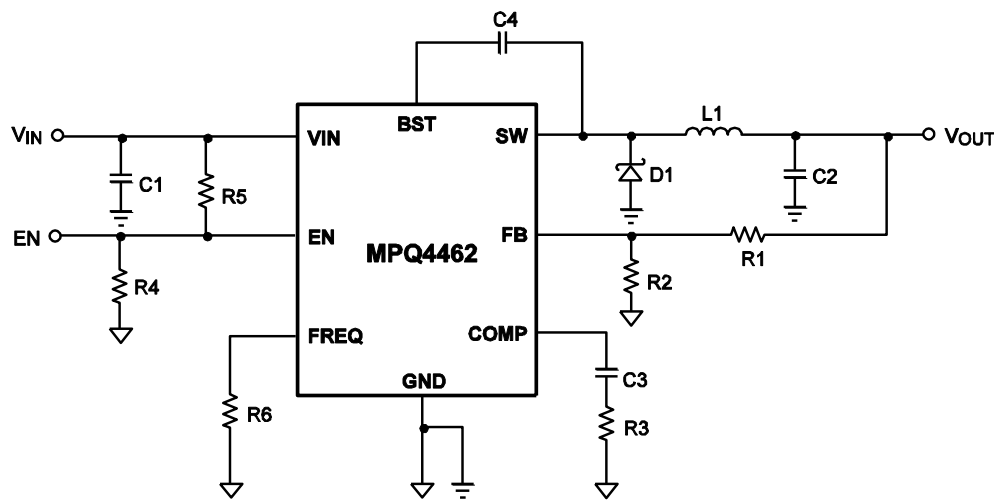 C4
VIN
VIN
BST
SW
L1
VOUT
C1
R5
D1
C2
EN
EN
MPQ4462
FB
R1
R4
R2
FREQ
COMP
C3
GND
R6
R3